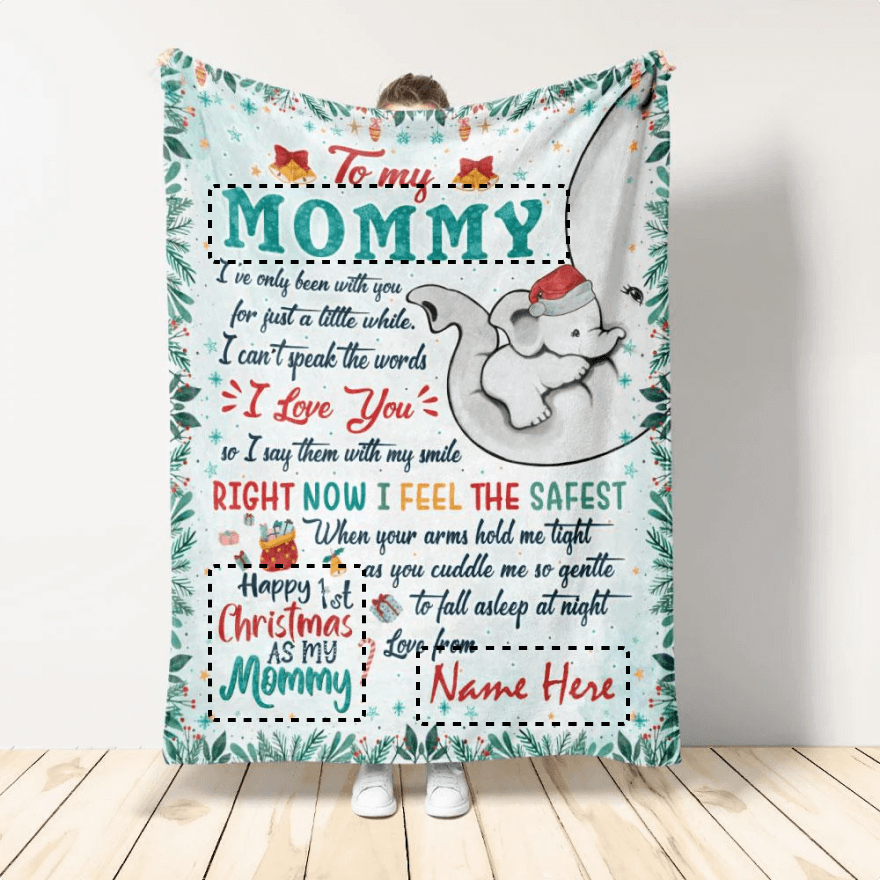 To my
MOMMY
I've only been with you
for just a little while.
I can't speak the words
I Love You
so I say them with my smile
RIGHT NOW I FEEL THE SAFEST
When your arms hold me tight
as you cuddle me so gentle
to fall asleep at night
Love from
Happy 1st
Christmas
AS MY
Mommy
Name Here